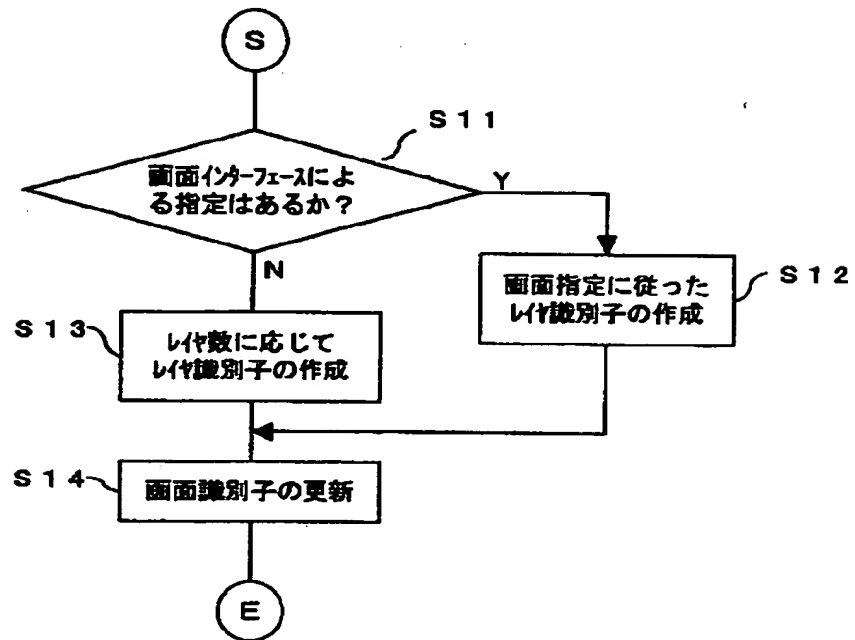 S
S11
画面ｲﾝﾀｰﾌｪｰｽによ
る指定はあるか？
Y
N
S12
画面指定に従った
ﾚｲﾔ識別子の作成
S13
ﾚｲﾔ数に応じて
ﾚｲﾔ識別子の作成
S14
画面識別子の更新
E